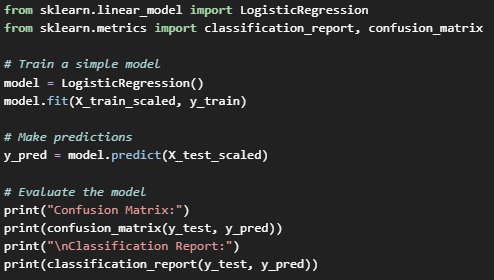 from sklearn.linear_model import LogisticRegression
from sklearn.metrics import classification_report, confusion_matrix
# Train a simple model
model = LogisticRegression()
model.fit(X_train_scaled, y_train)
# Make predictions
y_pred = model.predict(X_test_scaled)
# Evaluate the model
print("Confusion Matrix:")
print(confusion_matrix(y_test, y_pred))
print("\nClassification Report:")
print(classification_report(y_test, y_pred))